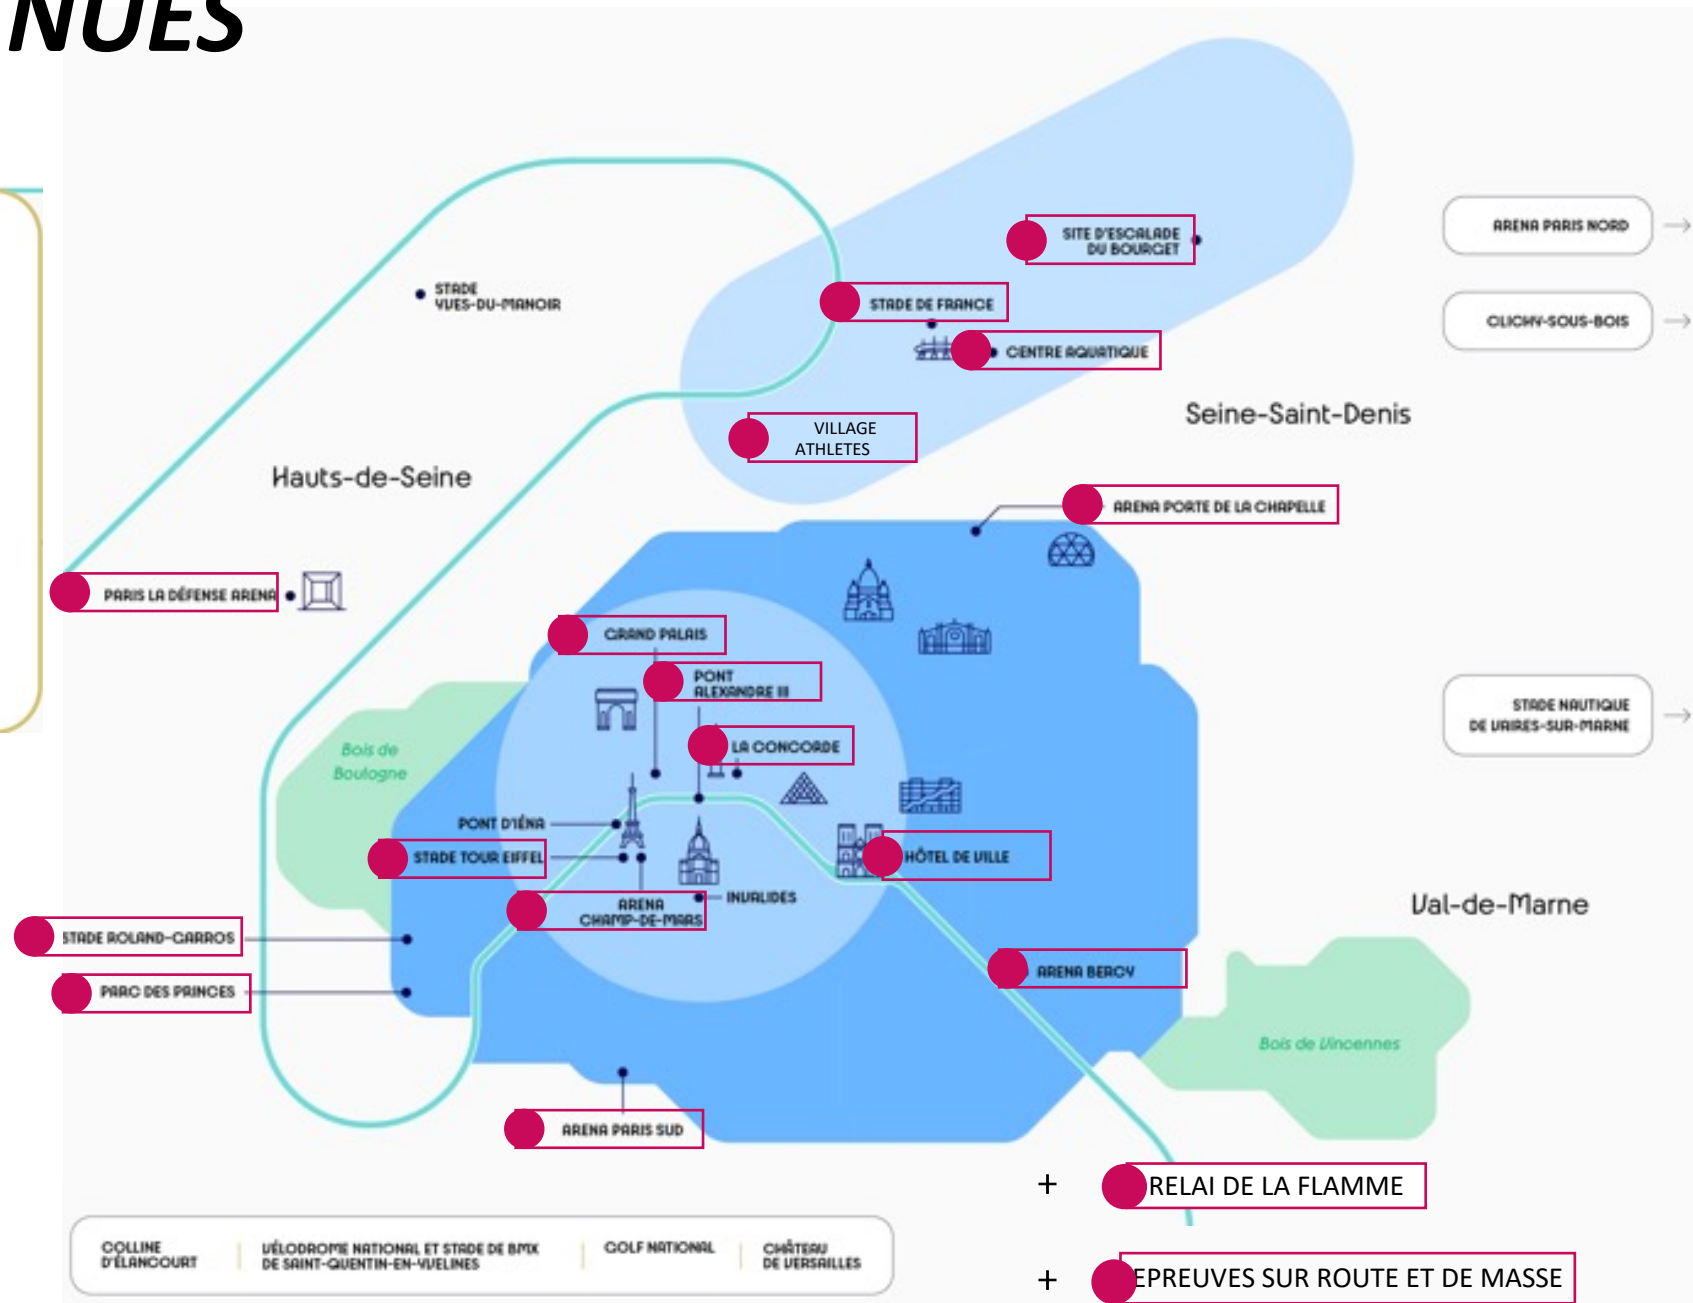 NUES
SITE D'ESCALADE
DU BOURGET
ARENA PARIS NORD
STADE
YVES-DU-MANOIR
STADE DE FRANCE
CLICHY-SOUS-BOIS
CENTRE AQUATIQUE
Seine-Saint-Denis
VILLAGE
ATHLETES
Hauts-de-Seine
ARENA PORTE DE LA CHAPELLE
PARIS LA DÉFENSE ARENA
GRAND PALAIS
PONT
ALEXANDRE III
STADE NAUTIQUE
DE VAIRES-SUR-MARNE
LA CONCORDE
Bois de
Boulogne
PONT D'IÉNA
STADE TOUR EIFFEL
HÔTEL DE VILLE
INVALIDES
ARENA
CHAMP-DE-MARS
Val-de-Marne
STADE ROLAND-GARROS
ARENA BERCY
PARC DES PRINCES
Bois de Vincennes
ARENA PARIS SUD
+ RELAI DE LA FLAMME
COLLINE
D'ÉLANCOURT
VÉLODROME NATIONAL ET STADE DE BMX
DE SAINT-QUENTIN-EN-YVELINES
GOLF NATIONAL
CHÂTEAU
DE VERSAILLES
+ EPREUVES SUR ROUTE ET DE MASSE